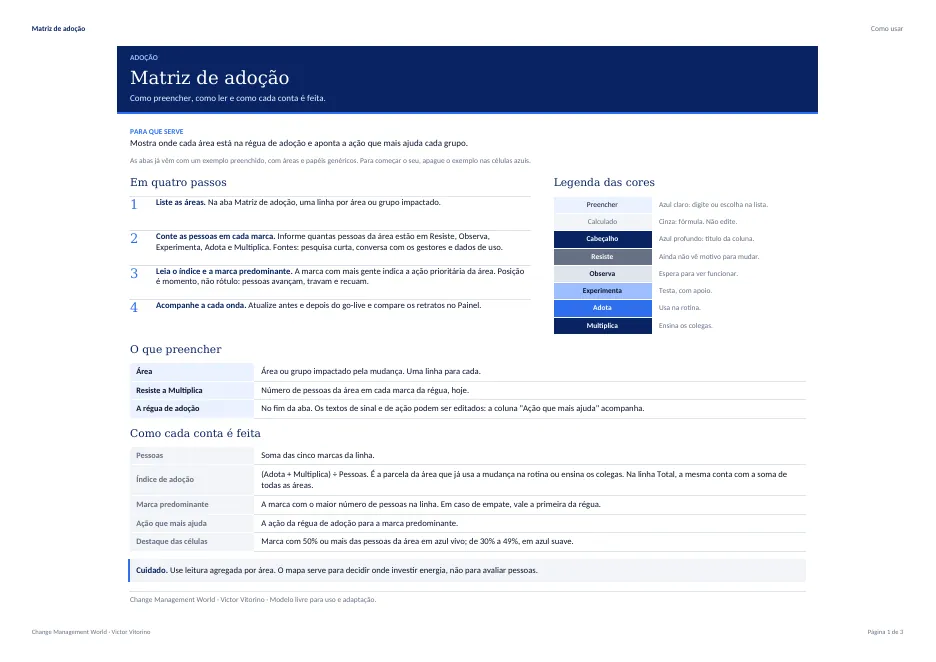 Matriz de adoção
Como usar
ADOÇÃO
Matriz de adoção
Como preencher, como ler e como cada conta é feita.
PARA QUE SERVE
Mostra onde cada área está na régua de adoção e aponta a ação que mais ajuda cada grupo.
As abas já vêm com um exemplo preenchido, com áreas e papéis genéricos. Para começar o seu, apague o exemplo nas células azuis.
Em quatro passos
1
Liste as áreas. Na aba Matriz de adoção, uma linha por área ou grupo impactado.
2
Conte as pessoas em cada marca. Informe quantas pessoas da área estão em Resiste, Observa,
Experimenta, Adota e Multiplica. Fontes: pesquisa curta, conversa com os gestores e dados de uso.
3
Leia o índice e a marca predominante. A marca com mais gente indica a ação prioritária da área. Posição
é momento, não rótulo: pessoas avançam, travam e recuam.
4
Acompanhe a cada onda. Atualize antes e depois do go-live e compare os retratos no Painel.
Legenda das cores
Preencher
Azul claro: digite ou escolha na lista.
Calculado
Cinza: fórmula. Não edite.
Cabeçalho
Azul profundo: título da coluna.
Resiste
Ainda não vê motivo para mudar.
Observa
Espera para ver funcionar.
Experimenta
Testa, com apoio.
Adota
Usa na rotina.
Multiplica
Ensina os colegas.
O que preencher
Área
Área ou grupo impactado pela mudança. Uma linha para cada.
Resiste a Multiplica
Número de pessoas da área em cada marca da régua, hoje.
A régua de adoção
No fim da aba. Os textos de sinal e de ação podem ser editados: a coluna "Ação que mais ajuda" acompanha.
Como cada conta é feita
Pessoas
Soma das cinco marcas da linha.
Índice de adoção
(Adota + Multiplica) ÷ Pessoas. É a parcela da área que já usa a mudança na rotina ou ensina os colegas. Na linha Total, a mesma conta com a soma de
todas as áreas.
Marca predominante
A marca com o maior número de pessoas na linha. Em caso de empate, vale a primeira da régua.
Ação que mais ajuda
A ação da régua de adoção para a marca predominante.
Destaque das células
Marca com 50% ou mais das pessoas da área em azul vivo; de 30% a 49%, em azul suave.
Cuidado. Use leitura agregada por área. O mapa serve para decidir onde investir energia, não para avaliar pessoas.
Change Management World · Victor Vitorino · Modelo livre para uso e adaptação.
Change Management World · Victor Vitorino
Página 1 de 3